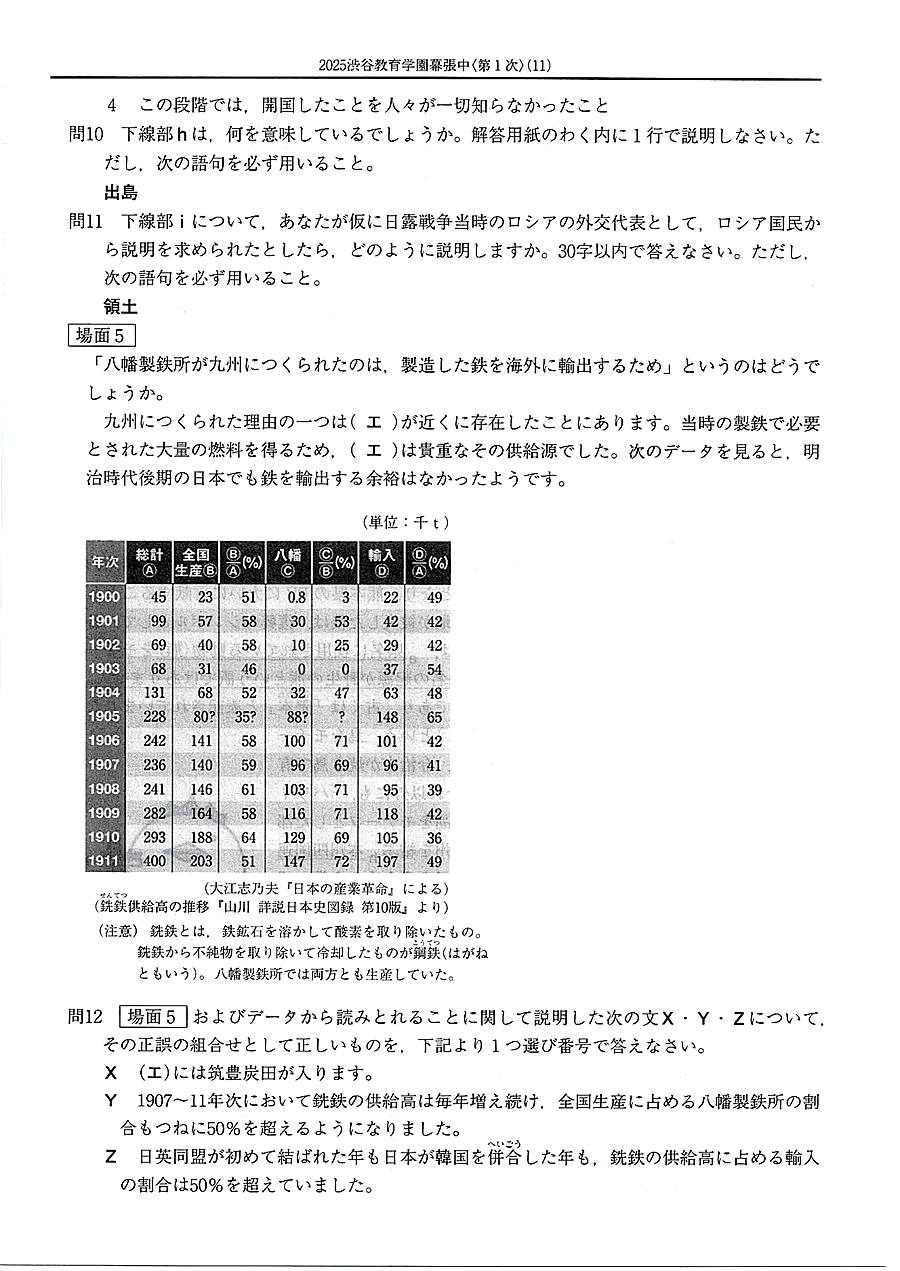 2025渋谷教育学園幕張中〈第1次〉(11)
4 この段階では，開国したことを人々が一切知らなかったこと
問10 下線部hは，何を意味しているでしょうか。解答用紙のわく内に1行で説明しなさい。た
だし，次の語句を必ず用いること。
出島
問11 下線部iについて，あなたが仮に日露戦争当時のロシアの外交代表として，ロシア国民か
ら説明を求められたとしたら，どのように説明しますか。30字以内で答えなさい。ただし，
次の語句を必ず用いること。
領土
場面5
「八幡製鉄所が九州につくられたのは，製造した鉄を海外に輸出するため」というのはどうで
しょうか。
九州につくられた理由の一つは( エ )が近くに存在したことにあります。当時の製鉄で必要
とされた大量の燃料を得るため，( エ )は貴重なその供給源でした。次のデータを見ると，明
治時代後期の日本でも鉄を輸出する余裕はなかったようです。
(単位：千t)
年次 総計Ⓐ 全国生産Ⓑ Ⓑ/Ⓐ(%) 八幡Ⓒ Ⓒ/Ⓑ(%) 輸入Ⓓ Ⓓ/Ⓐ(%)
1900 45 23 51 0.8 3 22 49
1901 99 57 58 30 53 42 42
1902 69 40 58 10 25 29 42
1903 68 31 46 0 0 37 54
1904 131 68 52 32 47 63 48
1905 228 80? 35? 88? ? 148 65
1906 242 141 58 100 71 101 42
1907 236 140 59 96 69 96 41
1908 241 146 61 103 71 95 39
1909 282 164 58 116 71 118 42
1910 293 188 64 129 69 105 36
1911 400 203 51 147 72 197 49
(大江志乃夫『日本の産業革命』による)
せんてつ
(銑鉄供給高の推移『山川 詳説日本史図録 第10版』より)
(注意) 銑鉄とは，鉄鉱石を溶かして酸素を取り除いたもの。
こうてつ
銑鉄から不純物を取り除いて冷却したものが鋼鉄(はがね
ともいう)。八幡製鉄所では両方とも生産していた。
問12 場面5 およびデータから読みとれることに関して説明した次の文X・Y・Zについて，
その正誤の組合せとして正しいものを，下記より1つ選び番号で答えなさい。
X (エ)には筑豊炭田が入ります。
Y 1907～11年次において銑鉄の供給高は毎年増え続け，全国生産に占める八幡製鉄所の割
合もつねに50％を超えるようになりました。
へいごう
Z 日英同盟が初めて結ばれた年も日本が韓国を併合した年も，銑鉄の供給高に占める輸入
の割合は50％を超えていました。